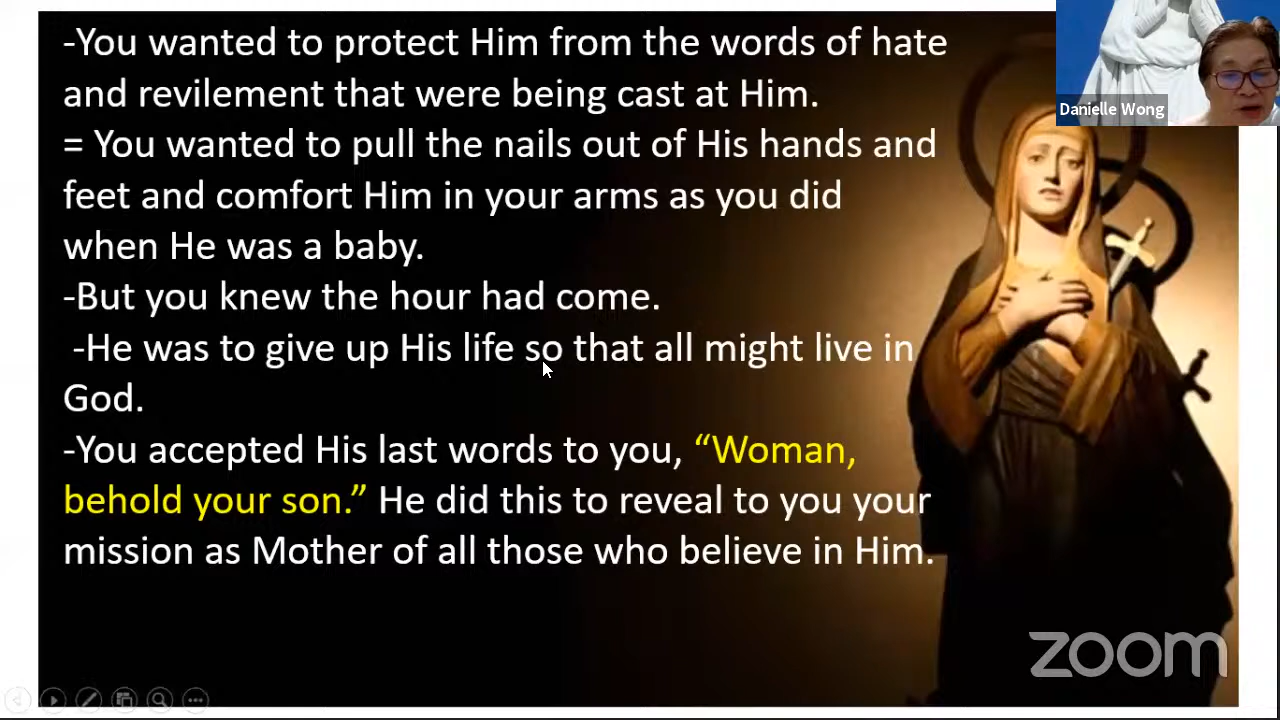 -You wanted to protect Him from the words of hate
and revilement that were being cast at Him.
= You wanted to pull the nails out of His hands and
feet and comfort Him in your arms as you did
when He was a baby.
-But you knew the hour had come.
-He was to give up His life so that all might live in
God.
-You accepted His last words to you, “Woman,
behold your son.” He did this to reveal to you your
mission as Mother of all those who believe in Him.
Danielle Wong
zoom